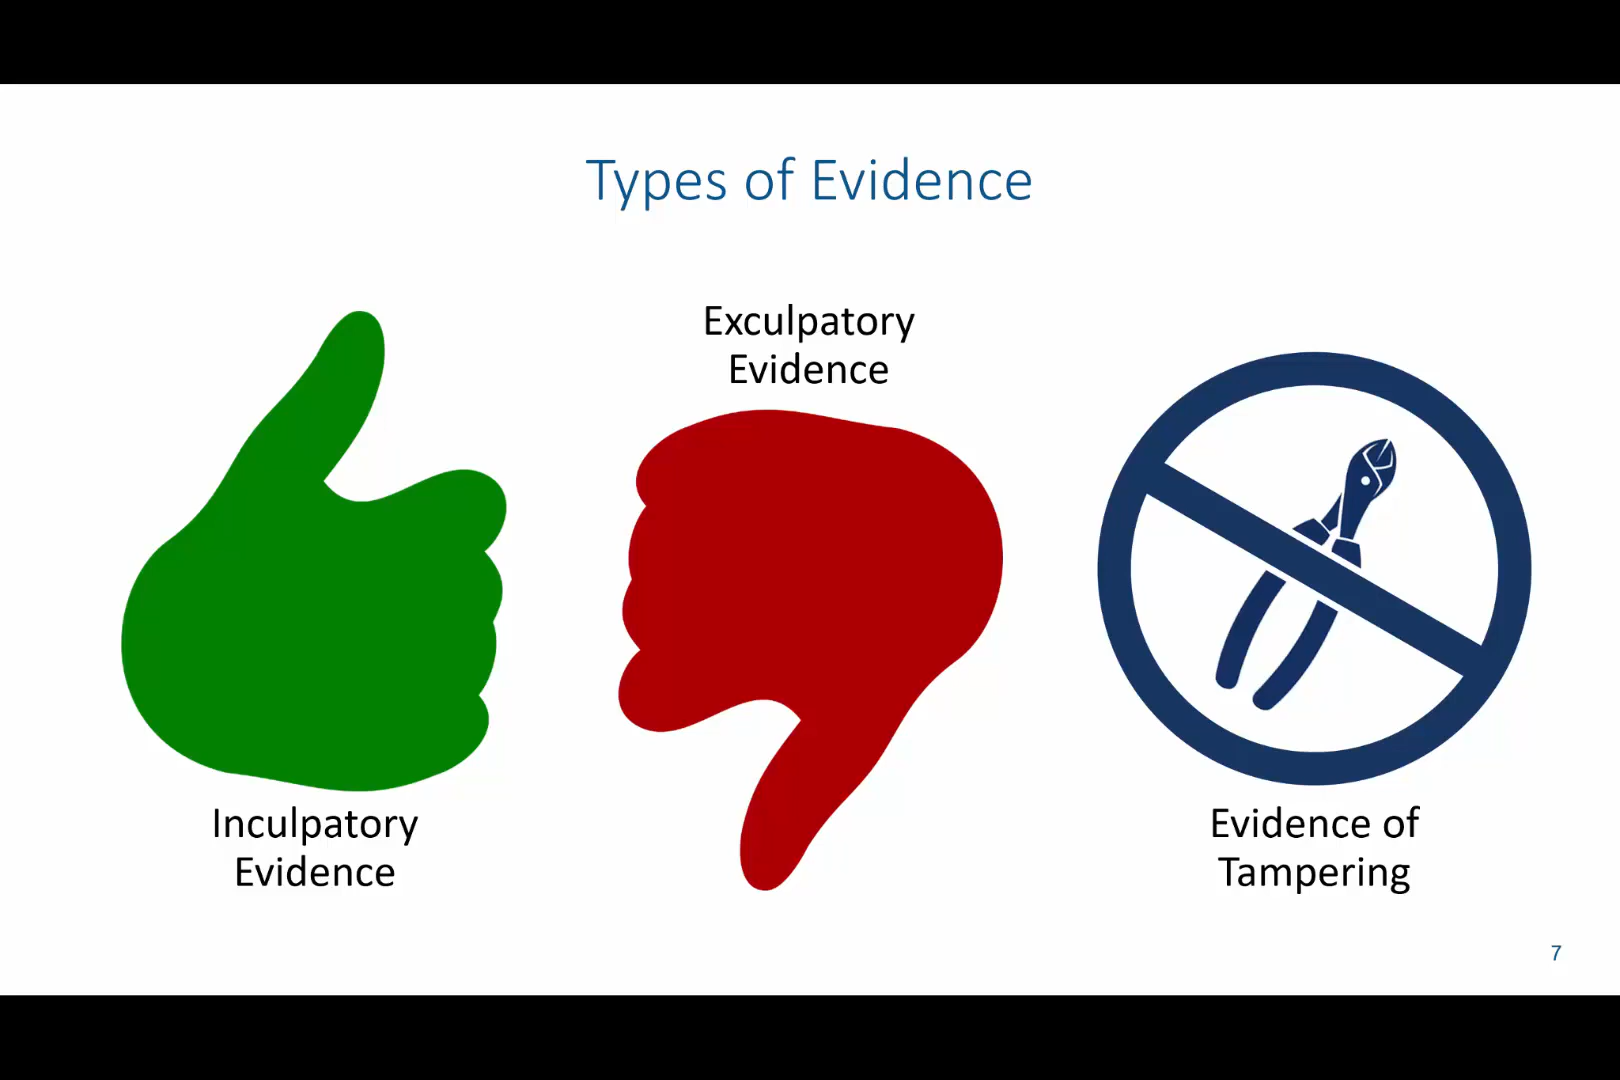 Types of Evidence
Inculpatory
Evidence
Exculpatory
Evidence
Evidence of
Tampering
7